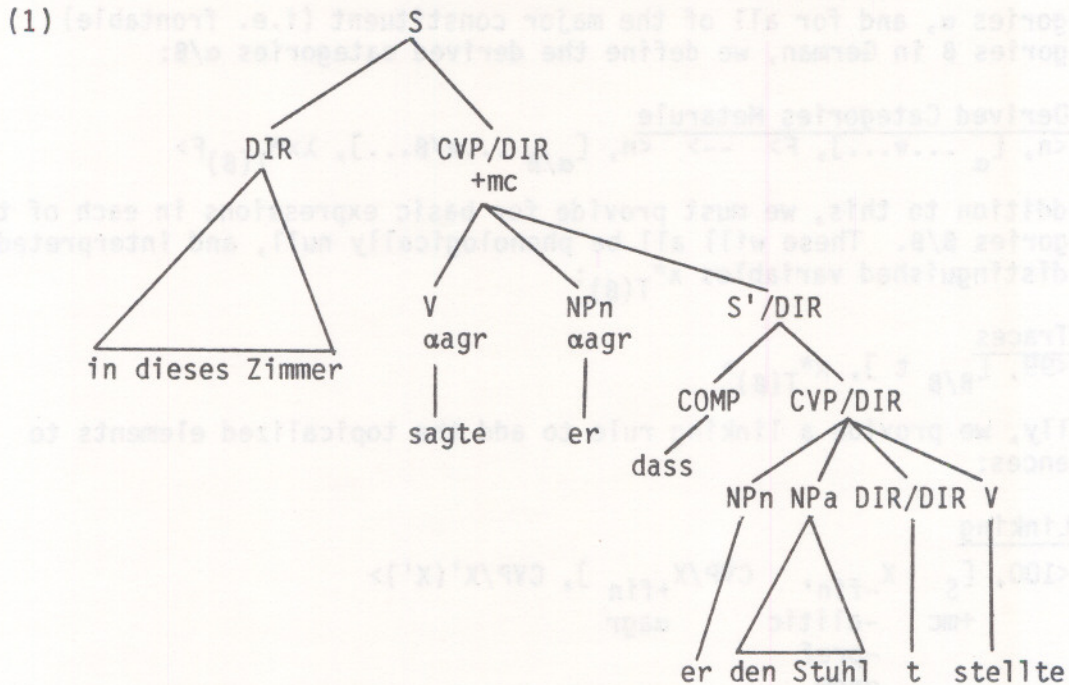 (1)
S
DIR CVP/DIR
+mc
V NPn S'/DIR
αagr αagr
in dieses Zimmer
COMP CVP/DIR
sagte er
dass
NPn NPa DIR/DIR V
er den Stuhl t stellte